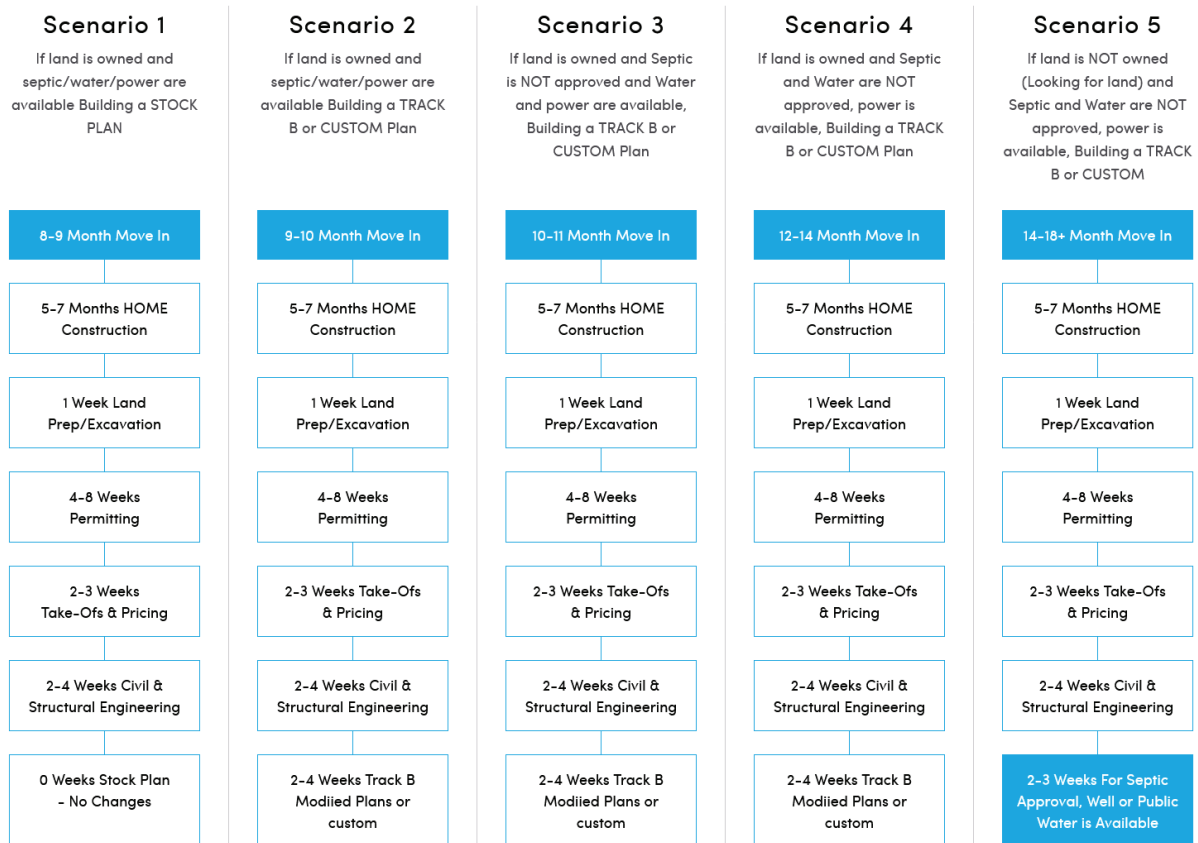 Scenario 1
If land is owned and
septic/water/power are
available Building a STOCK
PLAN
8-9 Month Move In
5-7 Months HOME
Construction
1 Week Land
Prep/Excavation
4-8 Weeks
Permitting
2-3 Weeks
Take-Ofs & Pricing
2-4 Weeks Civil &
Structural Engineering
0 Weeks Stock Plan
- No Changes
Scenario 2
If land is owned and
septic/water/power are
available Building a TRACK
B or CUSTOM Plan
9-10 Month Move In
5-7 Months HOME
Construction
1 Week Land
Prep/Excavation
4-8 Weeks
Permitting
2-3 Weeks Take-Ofs
& Pricing
2-4 Weeks Civil &
Structural Engineering
2-4 Weeks Track B
Modiied Plans or
custom
Scenario 3
If land is owned and Septic
is NOT approved and Water
and power are available,
Building a TRACK B or
CUSTOM Plan
10-11 Month Move In
5-7 Months HOME
Construction
1 Week Land
Prep/Excavation
4-8 Weeks
Permitting
2-3 Weeks Take-Ofs
& Pricing
2-4 Weeks Civil &
Structural Engineering
2-4 Weeks Track B
Modiied Plans or
custom
Scenario 4
If land is owned and Septic
and Water are NOT
approved, power is
available, Building a TRACK
B or CUSTOM Plan
12-14 Month Move In
5-7 Months HOME
Construction
1 Week Land
Prep/Excavation
4-8 Weeks
Permitting
2-3 Weeks Take-Ofs
& Pricing
2-4 Weeks Civil &
Structural Engineering
2-4 Weeks Track B
Modiied Plans or
custom
Scenario 5
If land is NOT owned
(Looking for land) and
Septic and Water are NOT
approved, power is
available, Building a TRACK
B or CUSTOM
14-18+ Month Move In
5-7 Months HOME
Construction
1 Week Land
Prep/Excavation
4-8 Weeks
Permitting
2-3 Weeks Take-Ofs
& Pricing
2-4 Weeks Civil &
Structural Engineering
2-3 Weeks For Septic
Approval, Well or Public
Water is Available